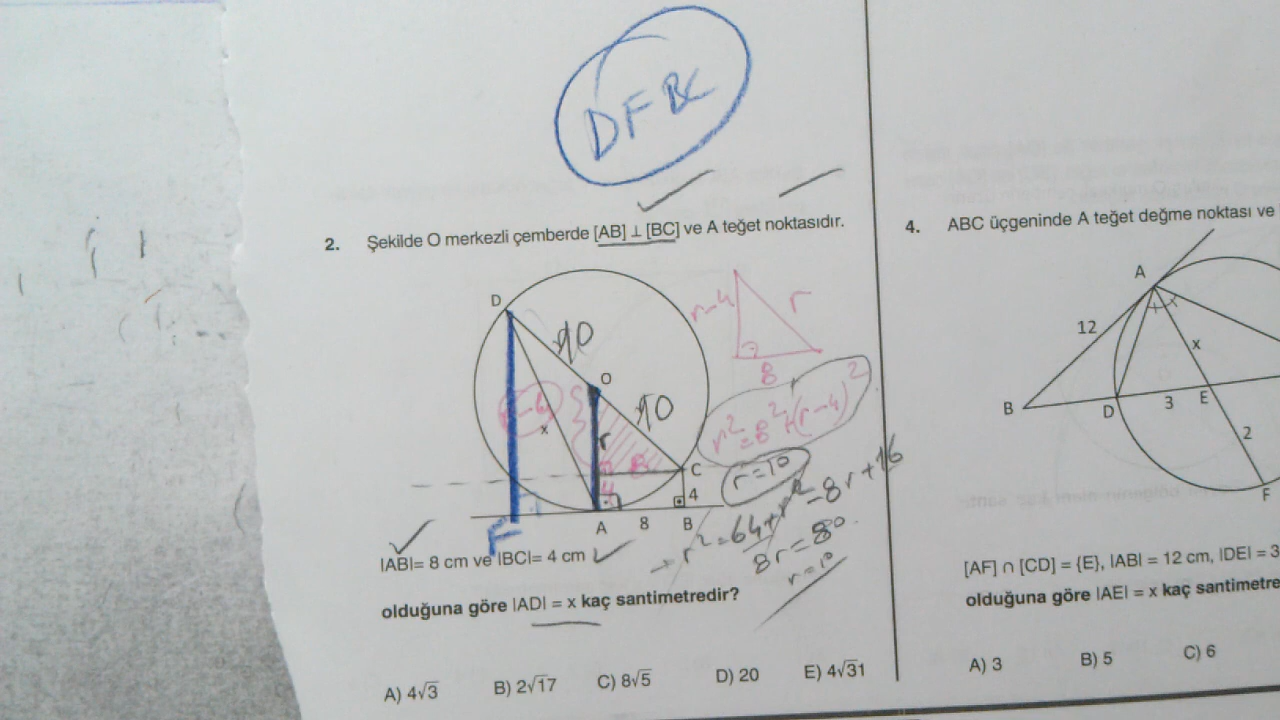 DFBC
2. Şekilde O merkezli çemberde [AB] ⊥ [BC] ve A teğet noktasıdır.
D
10
O
r-4
r
8
x
r
10
r²=8²+(r-4)²
8
C
r=10
4
4
F
A 8 B
→ r²=64+r²-8r+16
8r=80
r=10
|AB|= 8 cm ve |BC|= 4 cm
olduğuna göre |AD| = x kaç santimetredir?
A) 4√3 B) 2√17 C) 8√5 D) 20 E) 4√31
4. ABC üçgeninde A teğet değme noktası ve
A
12
x
B
D 3 E
2
F
[AF] ∩ [CD] = {E}, |AB| = 12 cm, |DE| = 3
olduğuna göre |AE| = x kaç santimetre
A) 3 B) 5 C) 6